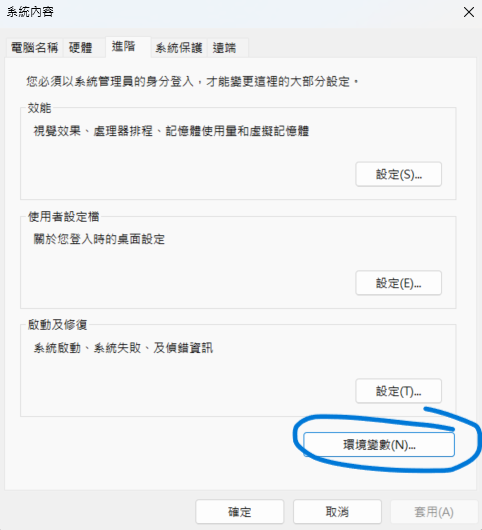 系統內容
電腦名稱 硬體 進階 系統保護 遠端
您必須以系統管理員的身分登入，才能變更這裡的大部分設定。
效能
視覺效果、處理器排程、記憶體使用量和虛擬記憶體
設定(S)...
使用者設定檔
關於您登入時的桌面設定
設定(E)...
啟動及修復
系統啟動、系統失敗、及偵錯資訊
設定(T)...
環境變數(N)...
確定 取消 套用(A)